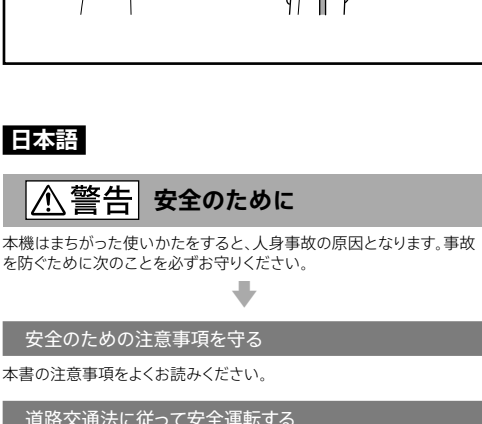 日本語
警告 安全のために
本機はまちがった使いかたをすると、人身事故の原因となります。事故
を防ぐために次のことを必ずお守りください。
安全のための注意事項を守る
本書の注意事項をよくお読みください。
道路交通法に従って安全運転する